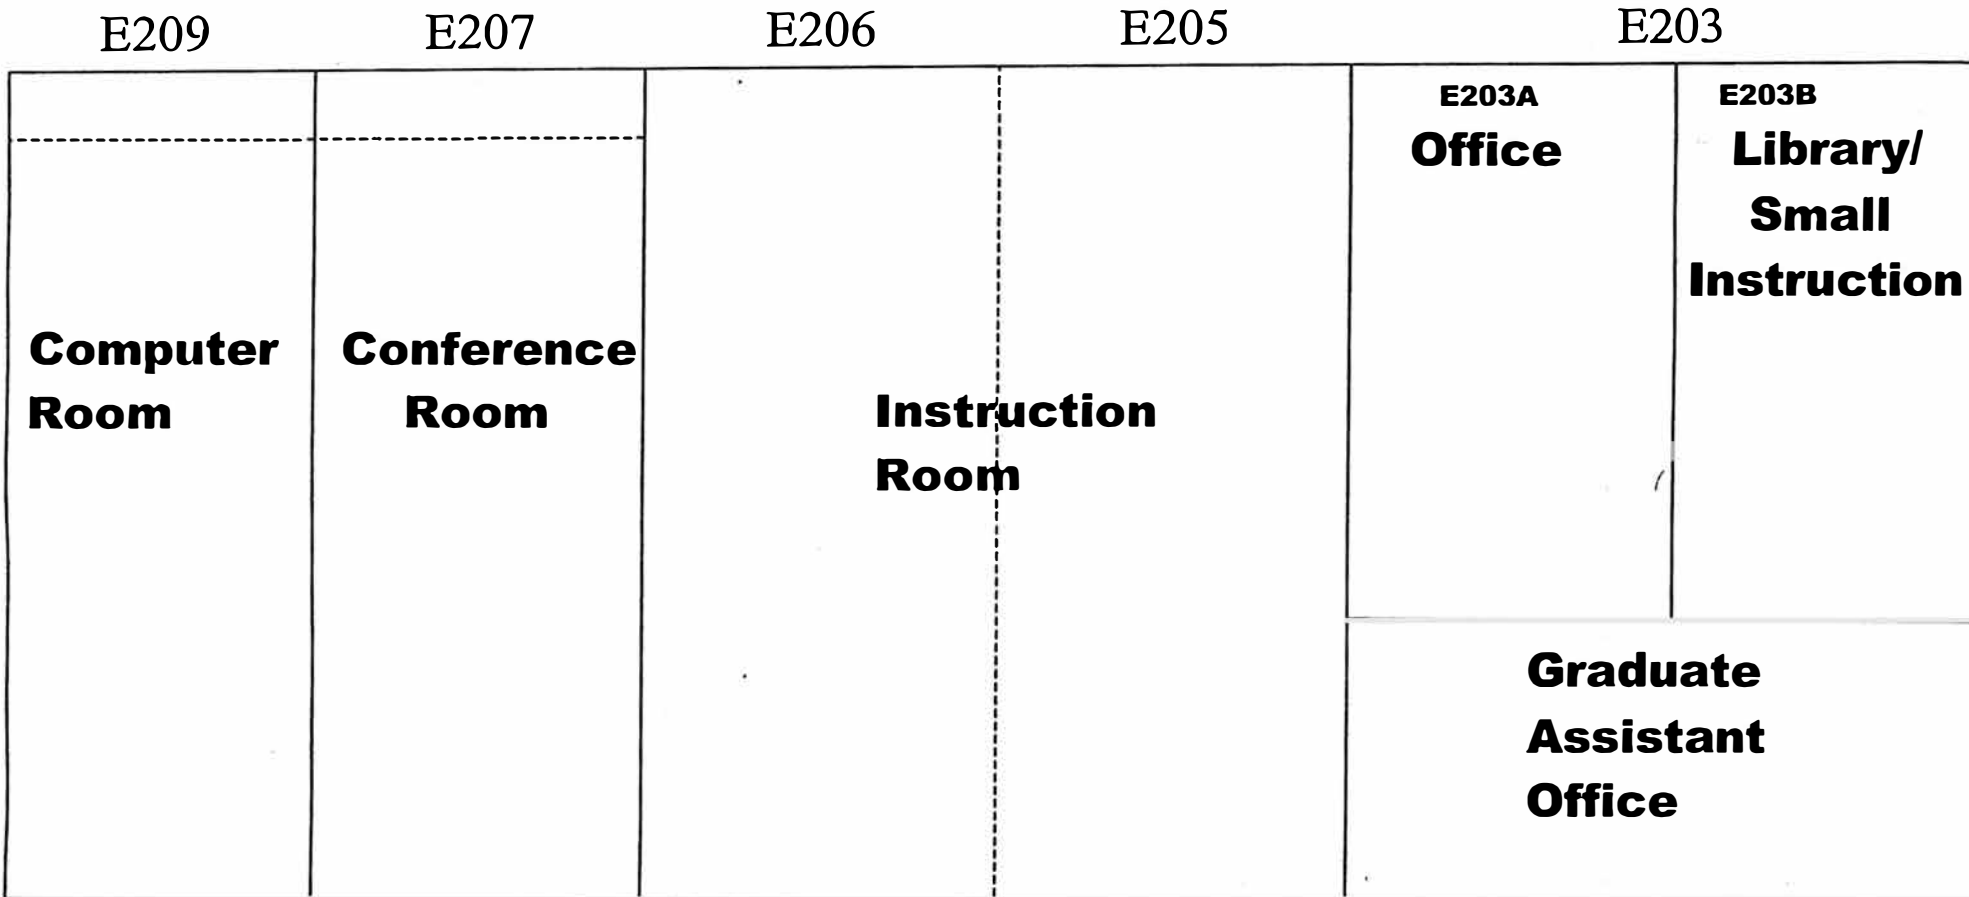 E209 E207 E206 E205 E203
E203A
Office
E203B
Library/
Small
Instruction
Computer
Room
Conference
Room
Instruction
Room
Graduate
Assistant
Office